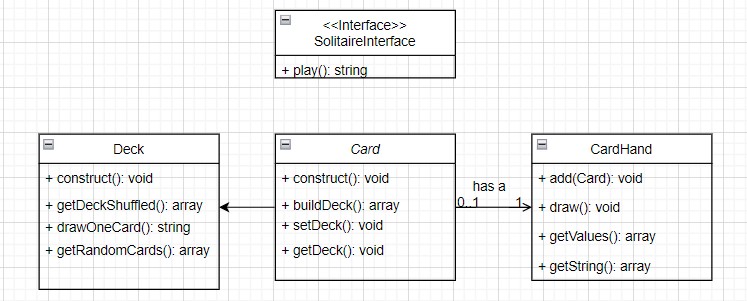 <<Interface>>
SolitaireInterface
+ play(): string
Deck
+ construct(): void
+ getDeckShuffled(): array
+ drawOneCard(): string
+ getRandomCards(): array
Card
+ construct(): void
+ buildDeck(): array
+ setDeck(): void
+ getDeck(): void
has a
0..1
1
CardHand
+ add(Card): void
+ draw(): void
+ getValues(): array
+ getString(): array